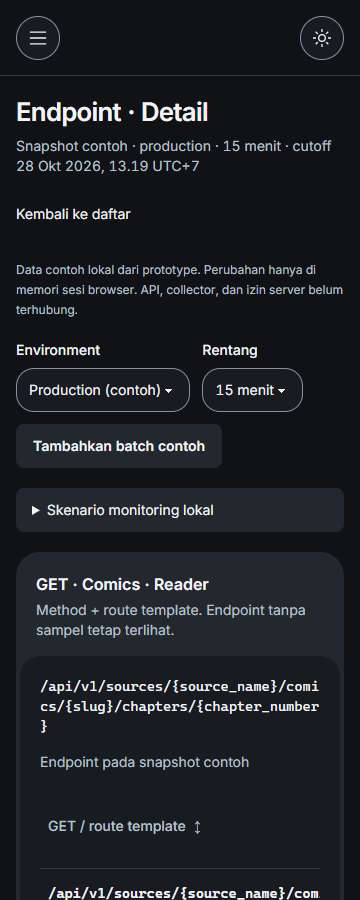 Endpoint · Detail
Snapshot contoh · production · 15 menit · cutoff
28 Okt 2026, 13.19 UTC+7
Kembali ke daftar
Data contoh lokal dari prototype. Perubahan hanya di
memori sesi browser. API, collector, dan izin server belum
terhubung.
Environment
Rentang
Production (contoh)
15 menit
Tambahkan batch contoh
Skenario monitoring lokal
GET · Comics · Reader
Method + route template. Endpoint tanpa
sampel tetap terlihat.
/api/v1/sources/{source_name}/comi
cs/{slug}/chapters/{chapter_number
}
Endpoint pada snapshot contoh
GET / route template ↕
/api/v1/sources/{source_name}/com